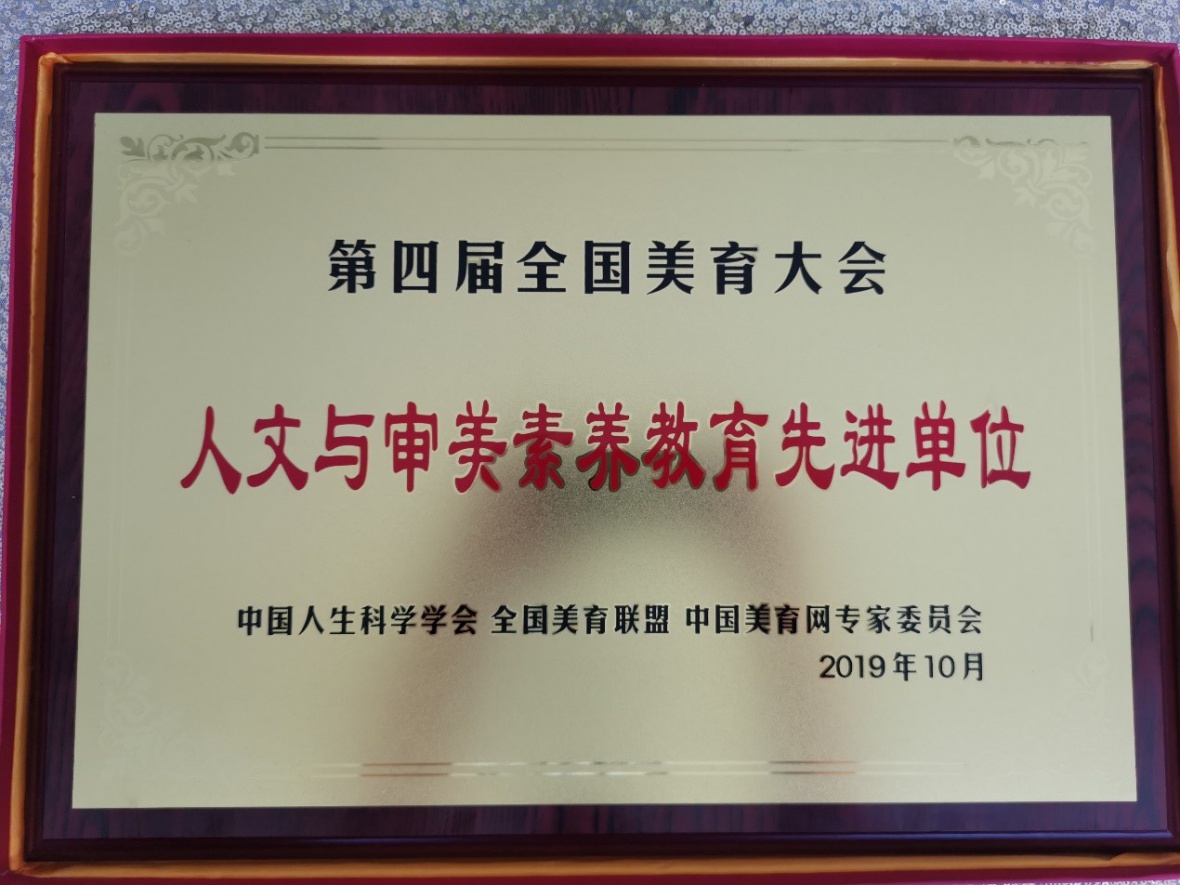 第四届全国美育大会
人文与审美素养教育先进单位
中国人生科学学会 全国美育联盟 中国美育网专家委员会
2019年10月